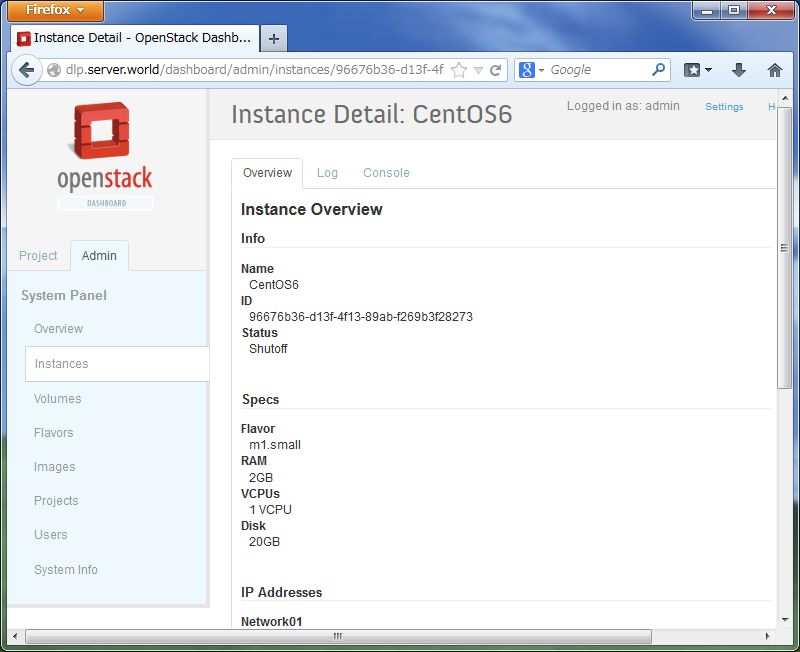 Firefox
Instance Detail - OpenStack Dashb...
dlp.server.world/dashboard/admin/instances/96676b36-d13f-4f
Google
openstack
DASHBOARD
Instance Detail: CentOS6
Logged in as: admin
Settings
H
Project
Admin
System Panel
Overview
Instances
Volumes
Flavors
Images
Projects
Users
System Info
Overview
Log
Console
Instance Overview
Info
Name
CentOS6
ID
96676b36-d13f-4f13-89ab-f269b3f28273
Status
Shutoff
Specs
Flavor
m1.small
RAM
2GB
VCPUs
1 VCPU
Disk
20GB
IP Addresses
Network01